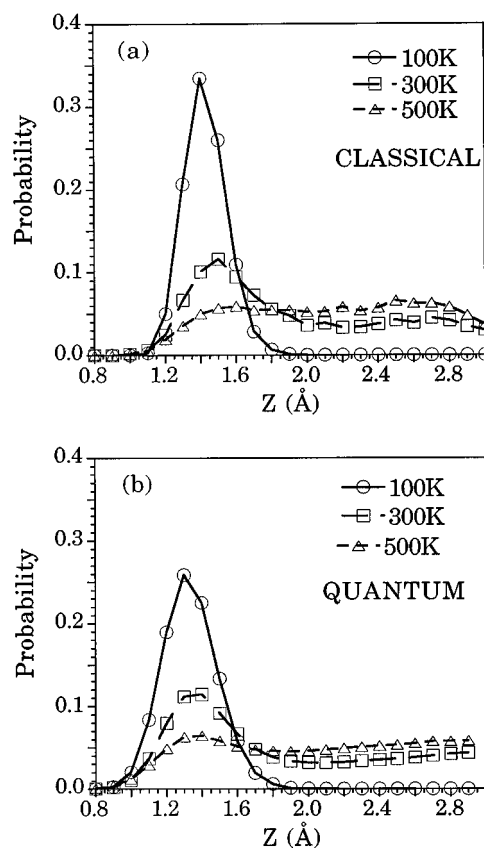 (a)
100K
300K
500K
CLASSICAL
Probability
0.4
0.3
0.2
0.1
0.0
0.8 1.2 1.6 2.0 2.4 2.8
Z (Å)
(b)
100K
300K
500K
QUANTUM
Probability
0.4
0.3
0.2
0.1
0.0
0.8 1.2 1.6 2.0 2.4 2.8
Z (Å)